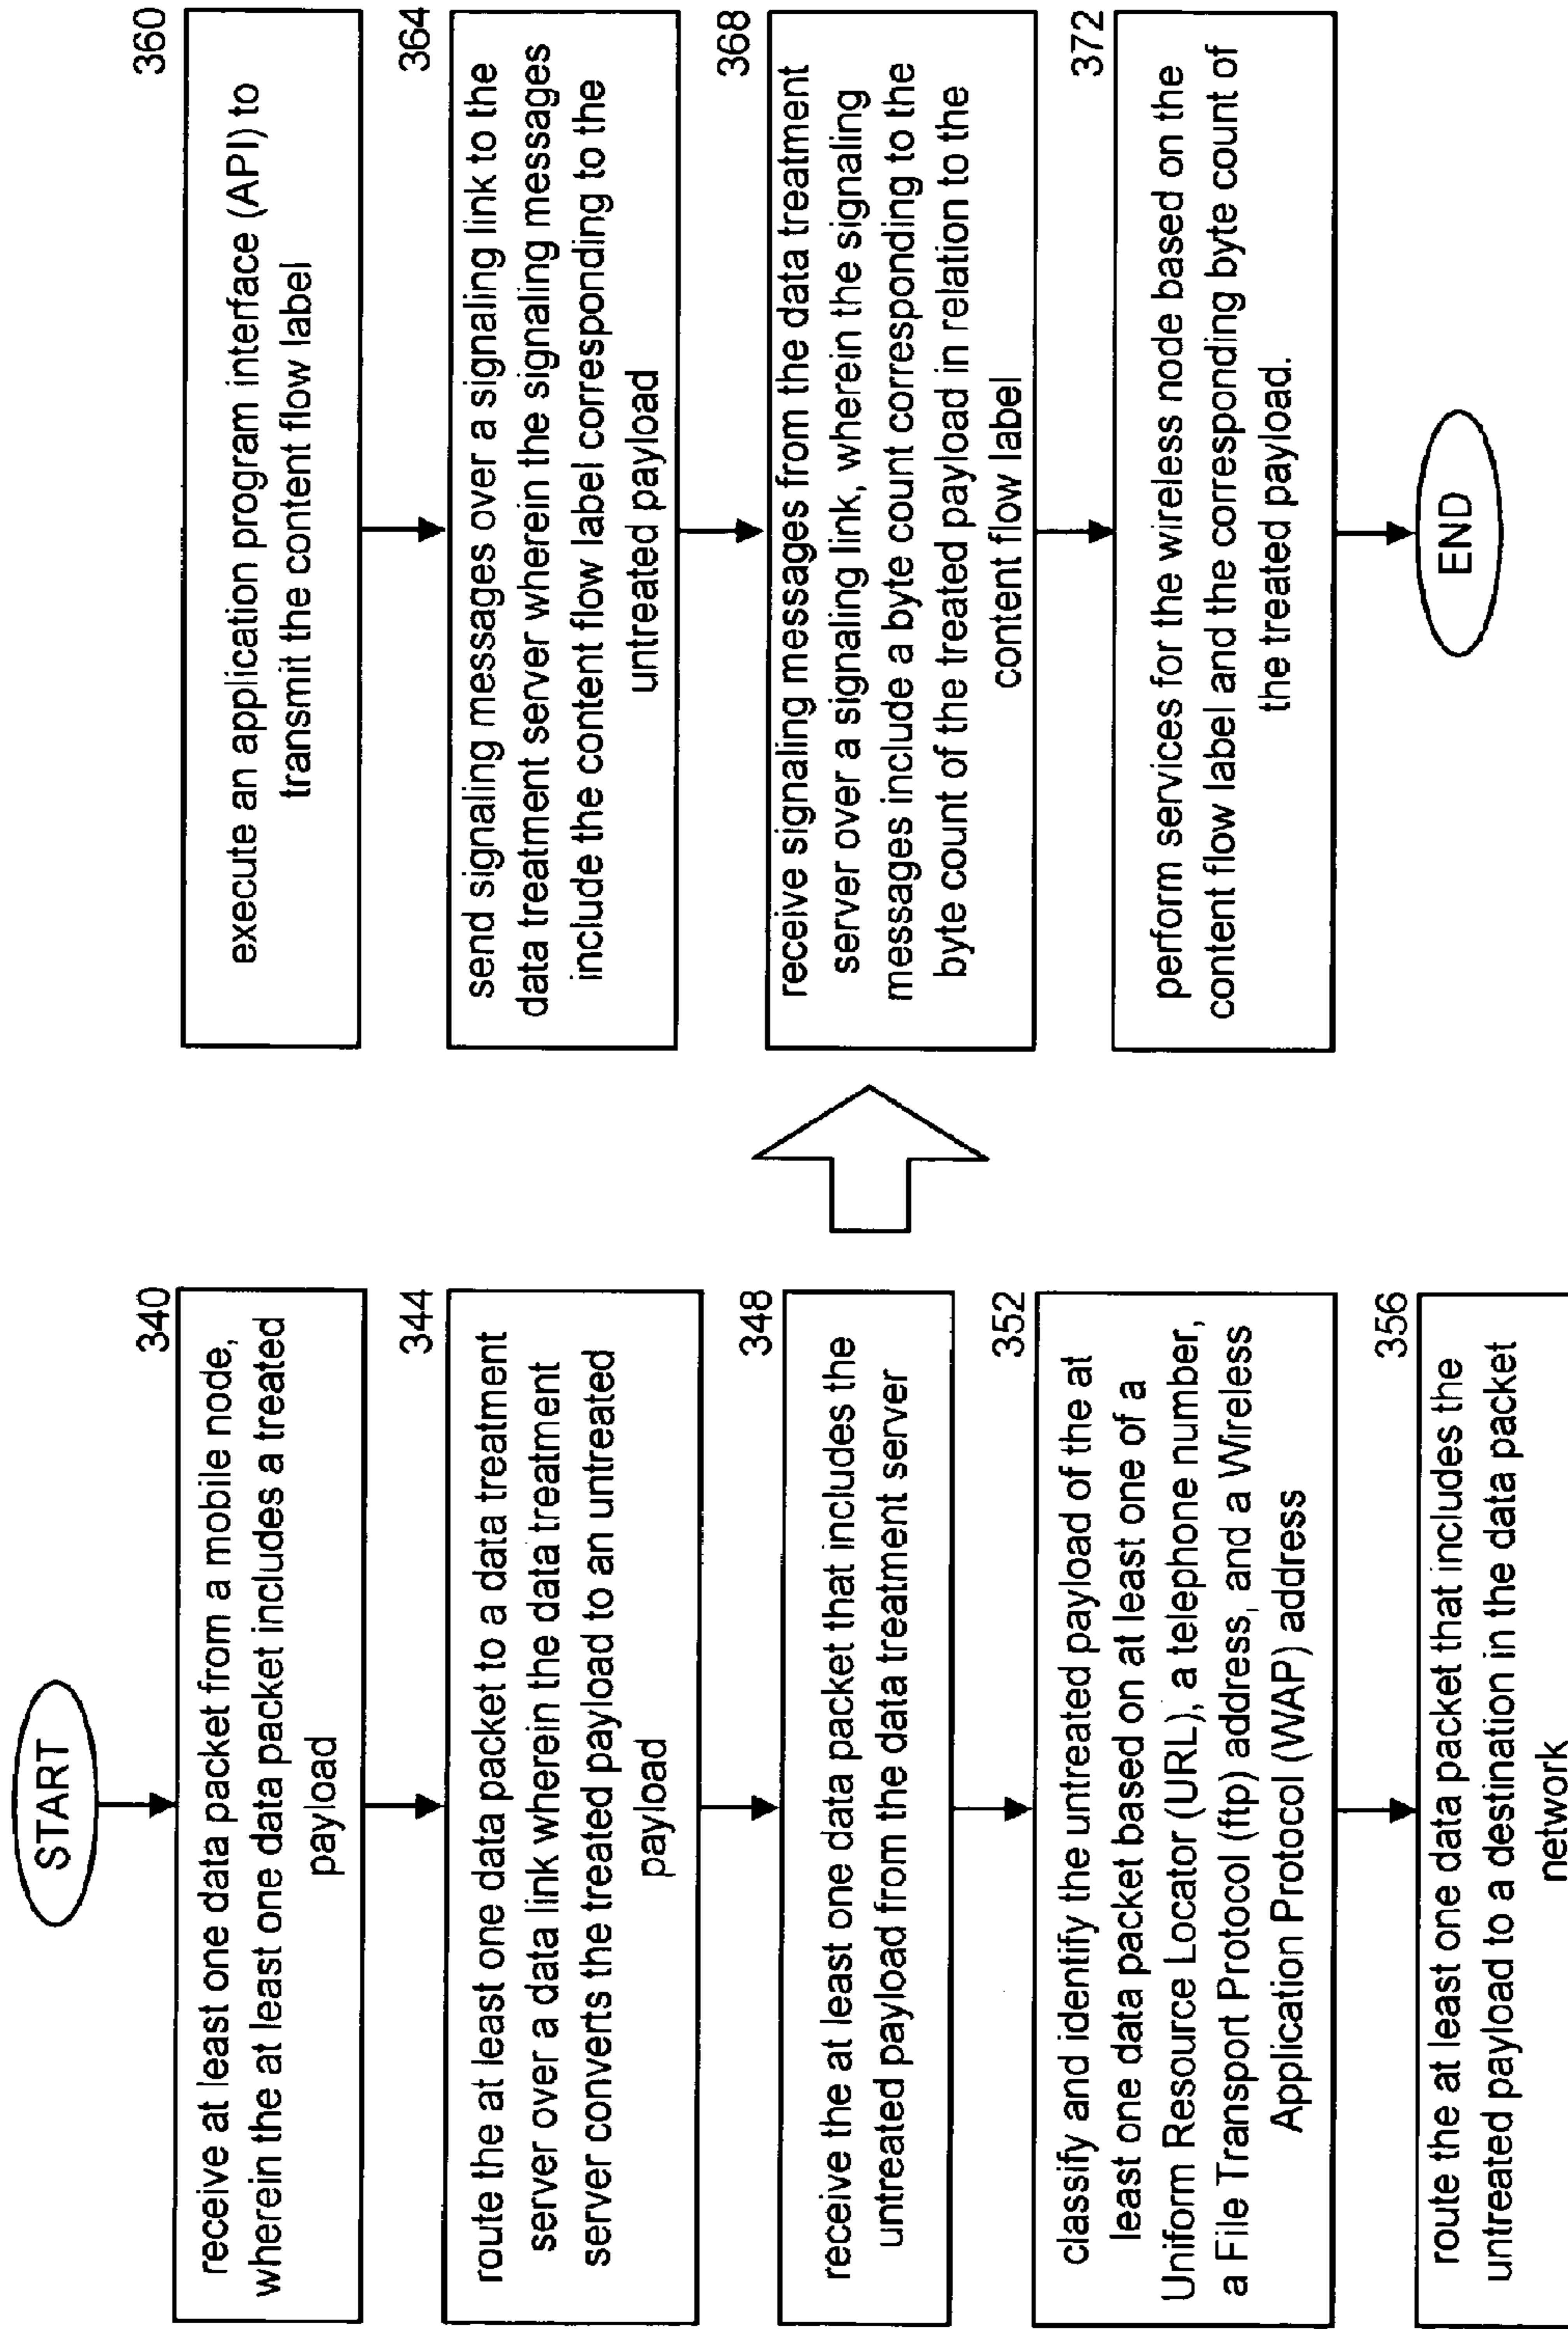 START
340
receive at least one data packet from a mobile node,
wherein the at least one data packet includes a treated
payload
344
route the at least one data packet to a data treatment
server over a data link wherein the data treatment
server converts the treated payload to an untreated
payload
348
receive the at least one data packet that includes the
untreated payload from the data treatment server
352
classify and identify the untreated payload of the at
least one data packet based on at least one of a
Uniform Resource Locator (URL), a telephone number,
a File Transport Protocol (ftp) address, and a Wireless
Application Protocol (WAP) address
356
route the at least one data packet that includes the
untreated payload to a destination in the data packet
network
360
execute an application program interface (API) to
transmit the content flow label
364
send signaling messages over a signaling link to the
data treatment server wherein the signaling messages
include the content flow label corresponding to the
untreated payload
368
receive signaling messages from the data treatment
server over a signaling link, wherein the signaling
messages include a byte count corresponding to the
byte count of the treated payload in relation to the
content flow label
372
perform services for the wireless node based on the
content flow label and the corresponding byte count of
the treated payload.
END